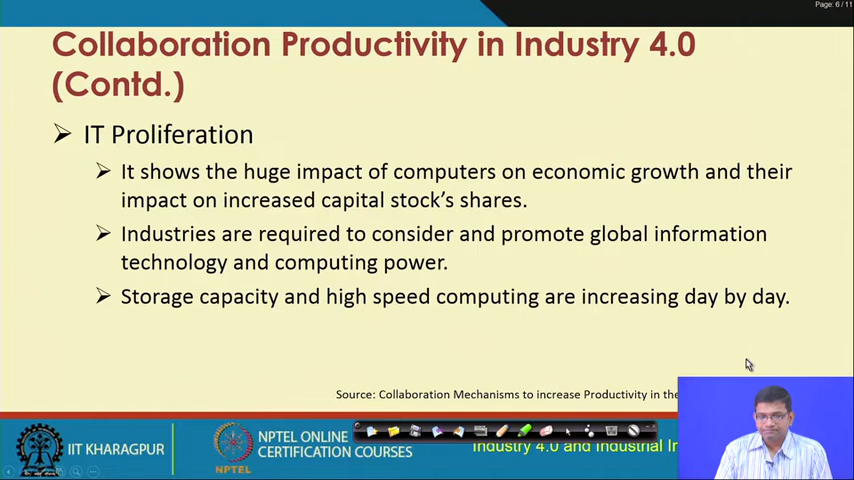 Page: 6 / 11
Collaboration Productivity in Industry 4.0
(Contd.)
IT Proliferation
It shows the huge impact of computers on economic growth and their
impact on increased capital stock's shares.
Industries are required to consider and promote global information
technology and computing power.
Storage capacity and high speed computing are increasing day by day.
Source: Collaboration Mechanisms to increase Productivity in the
IIT KHARAGPUR
NPTEL
NPTEL ONLINE
CERTIFICATION COURSES
Industry 4.0 and Industrial In